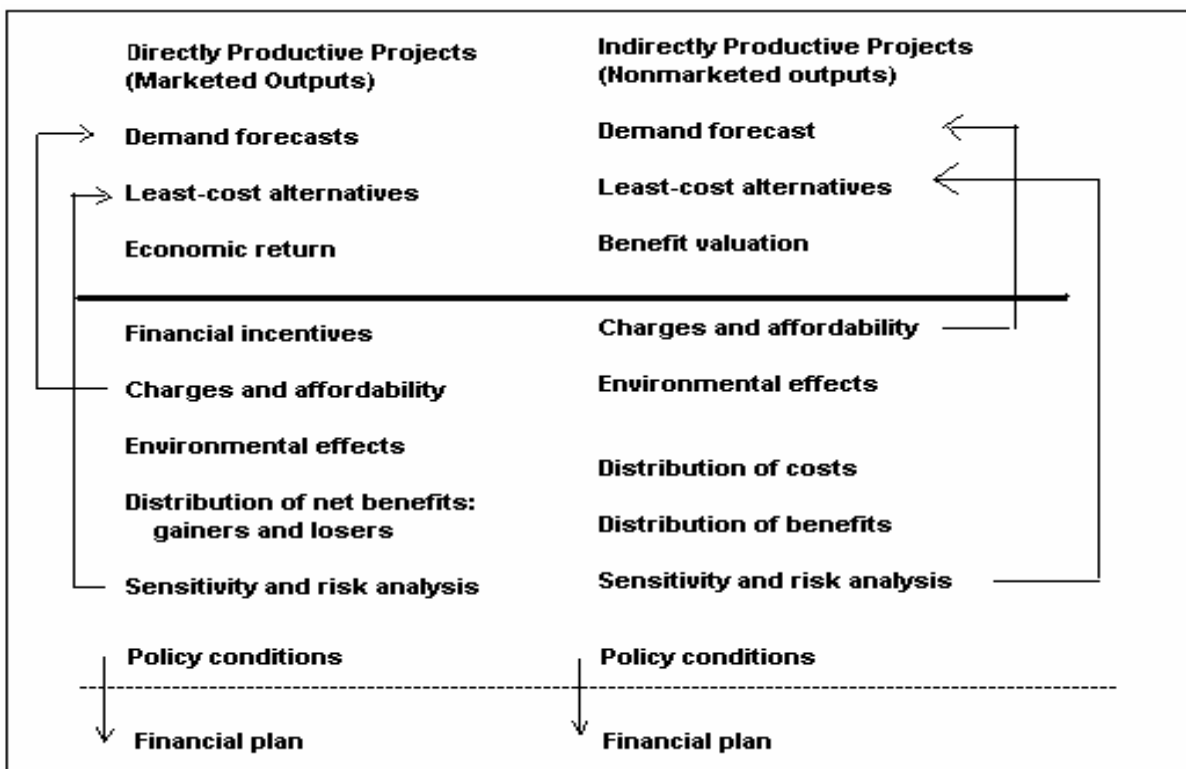 Directly Productive Projects
(Marketed Outputs)
Demand forecasts
Least-cost alternatives
Economic return
Financial incentives
Charges and affordability
Environmental effects
Distribution of net benefits:
gainers and losers
Sensitivity and risk analysis
Policy conditions
Financial plan
Indirectly Productive Projects
(Nonmarketed outputs)
Demand forecast
Least-cost alternatives
Benefit valuation
Charges and affordability
Environmental effects
Distribution of costs
Distribution of benefits
Sensitivity and risk analysis
Policy conditions
Financial plan